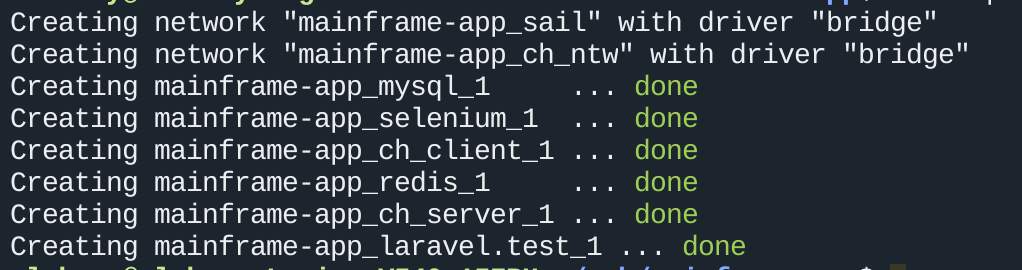 Creating network "mainframe-app_sail" with driver "bridge"
Creating network "mainframe-app_ch_ntw" with driver "bridge"
Creating mainframe-app_mysql_1     ... done
Creating mainframe-app_selenium_1  ... done
Creating mainframe-app_ch_client_1 ... done
Creating mainframe-app_redis_1     ... done
Creating mainframe-app_ch_server_1 ... done
Creating mainframe-app_laravel.test_1 ... done